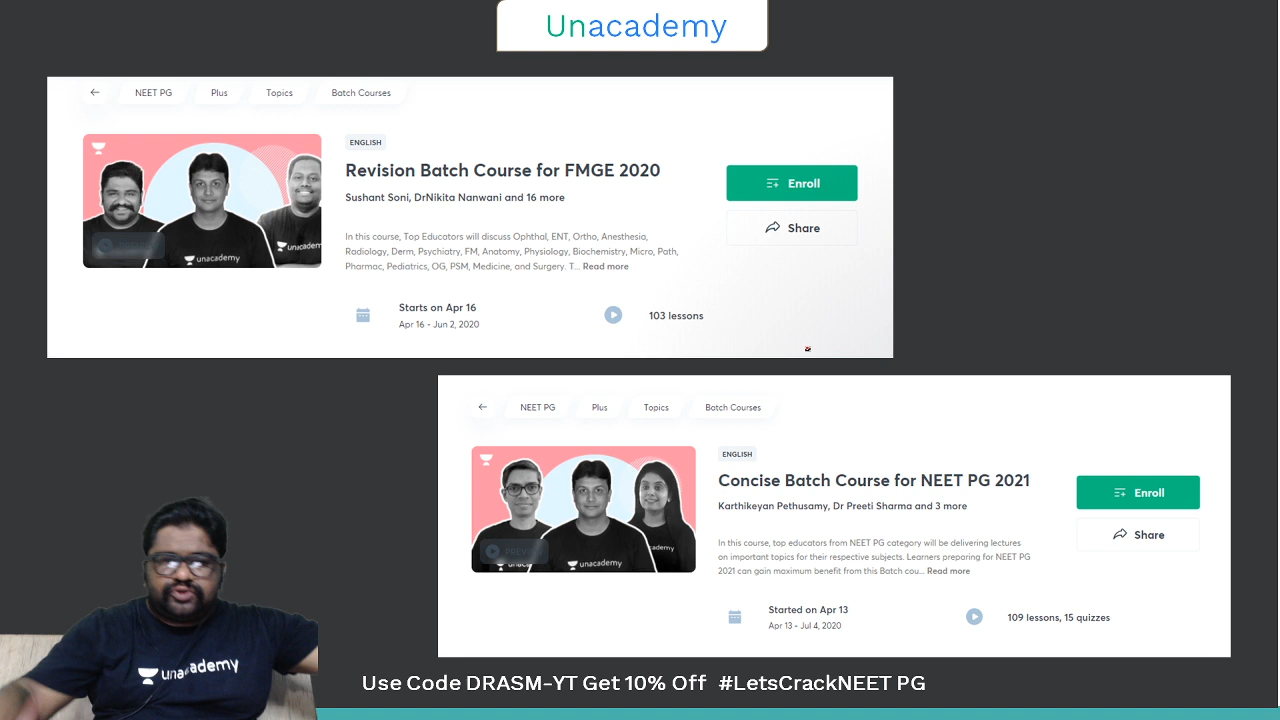 Unacademy
NEET PG Plus Topics Batch Courses
ENGLISH
Revision Batch Course for FMGE 2020
Sushant Soni, DrNikita Nanwani and 16 more
In this course, Top Educators will discuss Ophthal, ENT, Ortho, Anesthesia,
Radiology, Derm, Psychiatry, FM, Anatomy, Physiology, Biochemistry, Micro, Path,
Pharmac, Pediatrics, OG, PSM, Medicine, and Surgery. T... Read more
Enroll
Share
unacademy
unacadem
Starts on Apr 16
Apr 16 - Jun 2, 2020
103 lessons
NEET PG Plus Topics Batch Courses
ENGLISH
Concise Batch Course for NEET PG 2021
Karthikeyan Pethusamy, Dr Preeti Sharma and 3 more
In this course, top educators from NEET PG category will be delivering lectures
on important topics for their respective subjects. Learners preparing for NEET PG
2021 can gain maximum benefit from this Batch cou... Read more
Enroll
Share
unacademy
Started on Apr 13
Apr 13 - Jul 4, 2020
109 lessons, 15 quizzes
unacademy
Use Code DRASM-YT Get 10% Off #LetsCrackNEET PG